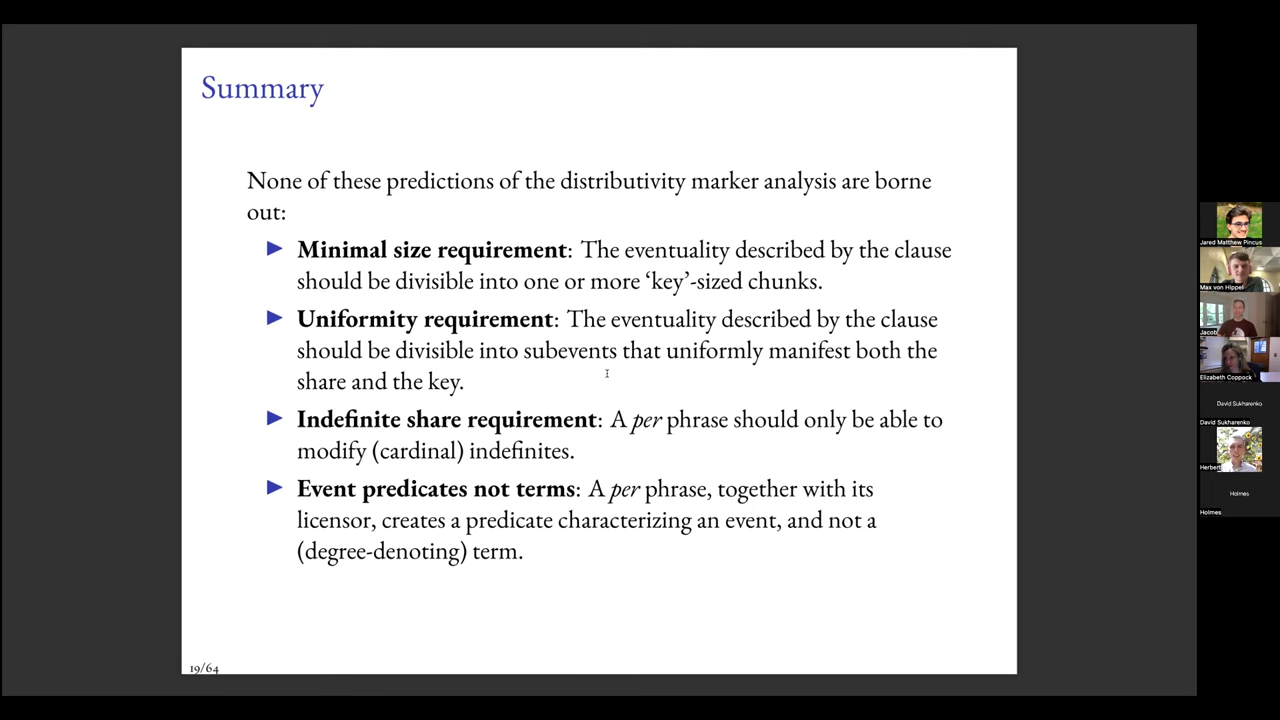 Summary
None of these predictions of the distributivity marker analysis are borne
out:
▶ Minimal size requirement: The eventuality described by the clause
should be divisible into one or more ‘key’-sized chunks.
▶ Uniformity requirement: The eventuality described by the clause
should be divisible into subevents that uniformly manifest both the
share and the key.
▶ Indefinite share requirement: A per phrase should only be able to
modify (cardinal) indefinites.
▶ Event predicates not terms: A per phrase, together with its
licensor, creates a predicate characterizing an event, and not a
(degree-denoting) term.
19/64
Jared Matthew Pincus
Max von Hippel
Jacob
Elizabeth Coppock
David Sukharenko
David Sukharenko
Herbert
Holmes
Holmes